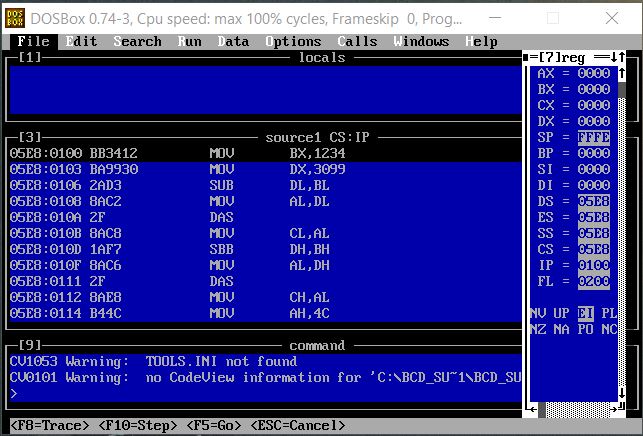 DOSBox 0.74-3, Cpu speed: max 100% cycles, Frameskip  0, Prog...
File Edit Search Run Data Options Calls Windows Help
[1] locals
[3] source1 CS:IP
05E8:0100 BB3412 MOV BX,1234
05E8:0103 BA9930 MOV DX,3099
05E8:0106 2AD3 SUB DL,BL
05E8:0108 8AC2 MOV AL,DL
05E8:010A 2F DAS
05E8:010B 8AC8 MOV CL,AL
05E8:010D 1AF7 SBB DH,BH
05E8:010F 8AC6 MOV AL,DH
05E8:0111 2F DAS
05E8:0112 8AE8 MOV CH,AL
05E8:0114 B44C MOV AH,4C
[9] command
CV1053 Warning: TOOLS.INI not found
CV0101 Warning: no CodeView information for 'C:\BCD_SU~1\BCD_SU
>
[7]reg
AX = 0000
BX = 0000
CX = 0000
DX = 0000
SP = FFFE
BP = 0000
SI = 0000
DI = 0000
DS = 05E8
ES = 05E8
SS = 05E8
CS = 05E8
IP = 0100
FL = 0200
NV UP EI PL
NZ NA PO NC
<F8=Trace> <F10=Step> <F5=Go> <ESC=Cancel>